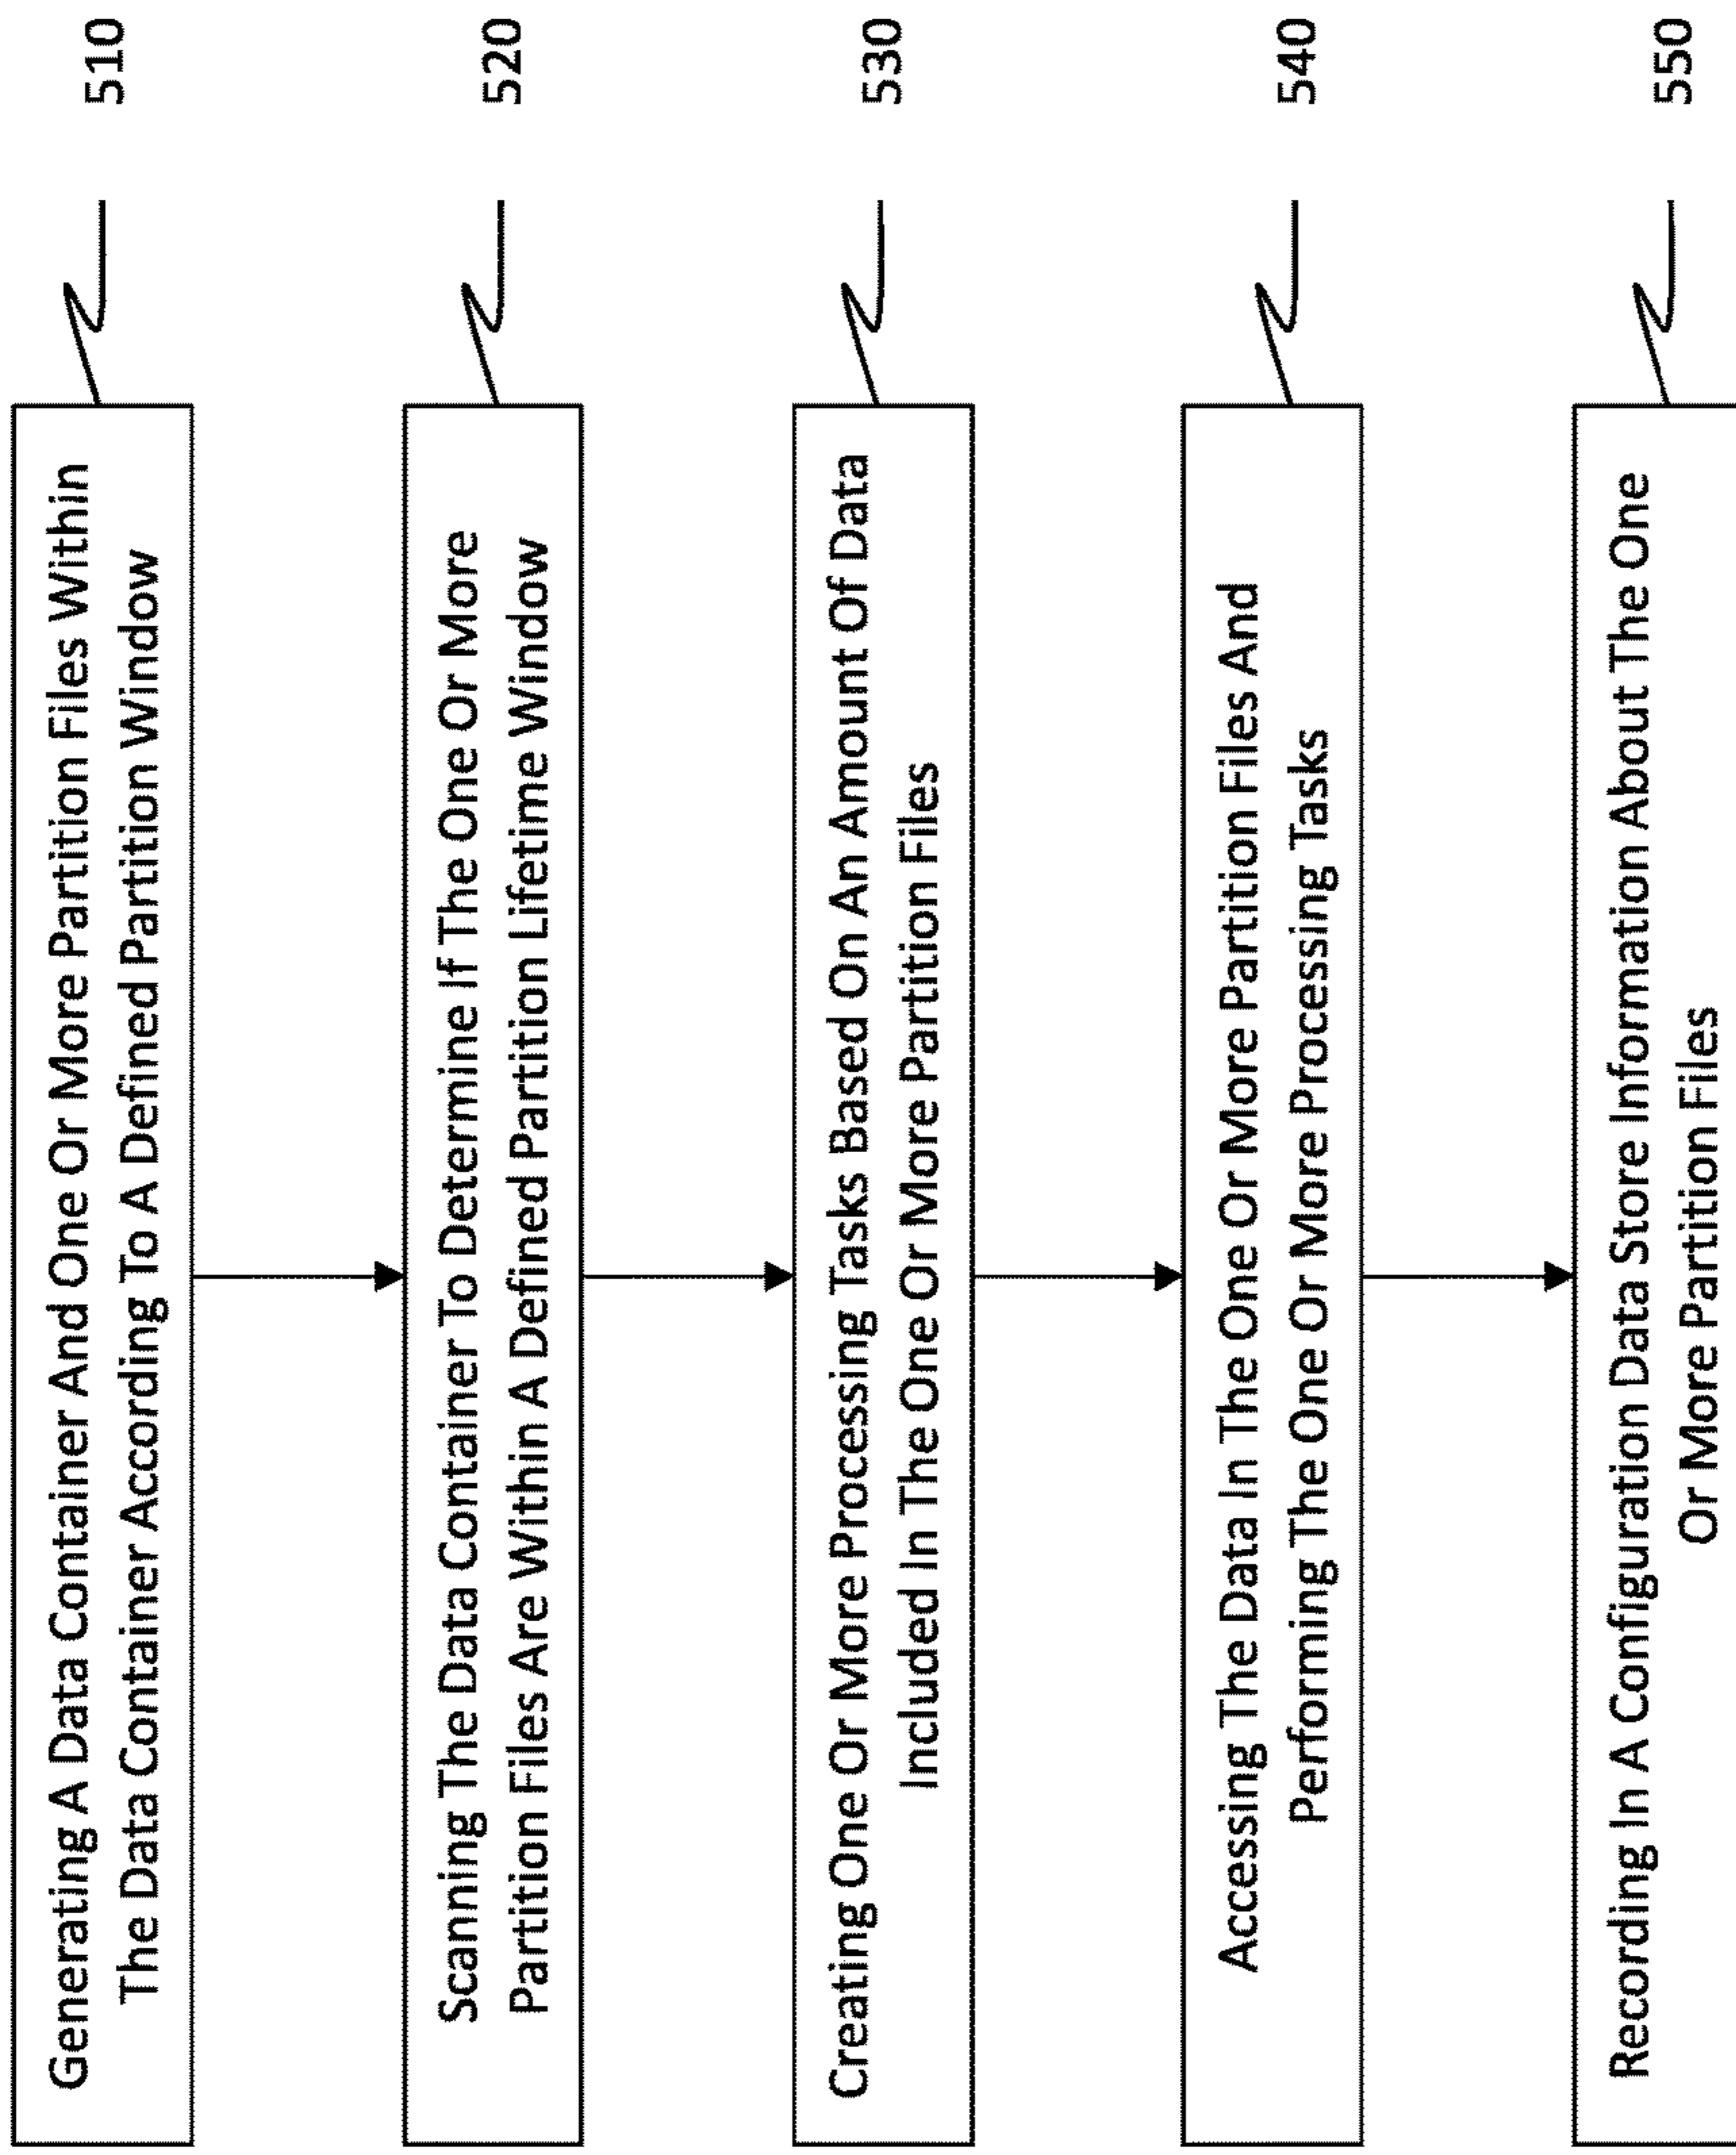 Generating A Data Container And One Or More Partition Files Within
The Data Container According To A Defined Partition Window
510
Scanning The Data Container To Determine If The One Or More
Partition Files Are Within A Defined Partition Lifetime Window
520
Creating One Or More Processing Tasks Based On An Amount Of Data
Included In The One Or More Partition Files
530
Accessing The Data In The One Or More Partition Files And
Performing The One Or More Processing Tasks
540
Recording In A Configuration Data Store Information About The One
Or More Partition Files
550